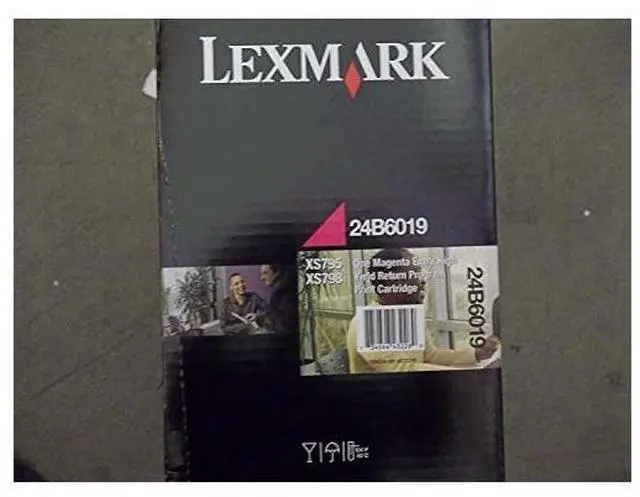 LEXMARK
24B6019
XS795 One Magenta Extra High
XS798 Yield Return Program
Print Cartridge
24B6019